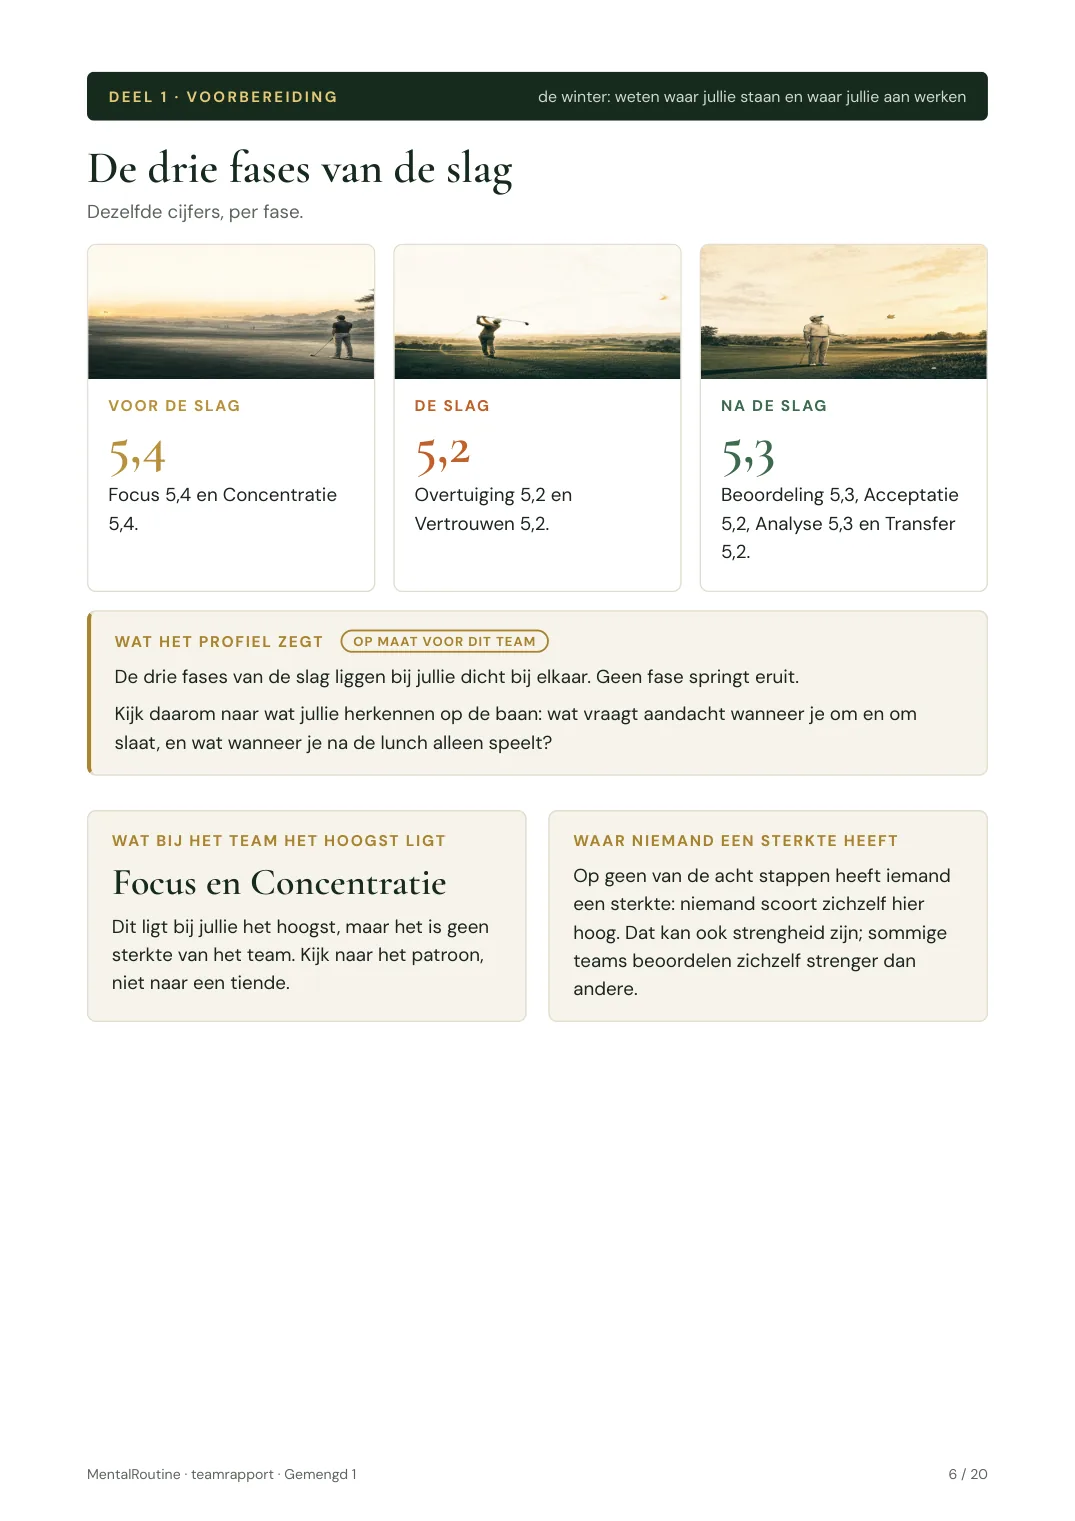 DEEL 1 · VOORBEREIDING
de winter: weten waar jullie staan en waar jullie aan werken
De drie fases van de slag
Dezelfde cijfers, per fase.
VOOR DE SLAG
5,4
Focus 5,4 en Concentratie
5,4.
DE SLAG
5,2
Overtuiging 5,2 en
Vertrouwen 5,2.
NA DE SLAG
5,3
Beoordeling 5,3, Acceptatie
5,2, Analyse 5,3 en Transfer
5,2.
WAT HET PROFIEL ZEGT
OP MAAT VOOR DIT TEAM
De drie fases van de slag liggen bij jullie dicht bij elkaar. Geen fase springt eruit.
Kijk daarom naar wat jullie herkennen op de baan: wat vraagt aandacht wanneer je om en om
slaat, en wat wanneer je na de lunch alleen speelt?
WAT BIJ HET TEAM HET HOOGST LIGT
Focus en Concentratie
Dit ligt bij jullie het hoogst, maar het is geen
sterkte van het team. Kijk naar het patroon,
niet naar een tiende.
WAAR NIEMAND EEN STERKTE HEEFT
Op geen van de acht stappen heeft iemand
een sterkte: niemand scoort zichzelf hier
hoog. Dat kan ook strengheid zijn; sommige
teams beoordelen zichzelf strenger dan
andere.
MentalRoutine · teamrapport · Gemengd 1
6 / 20